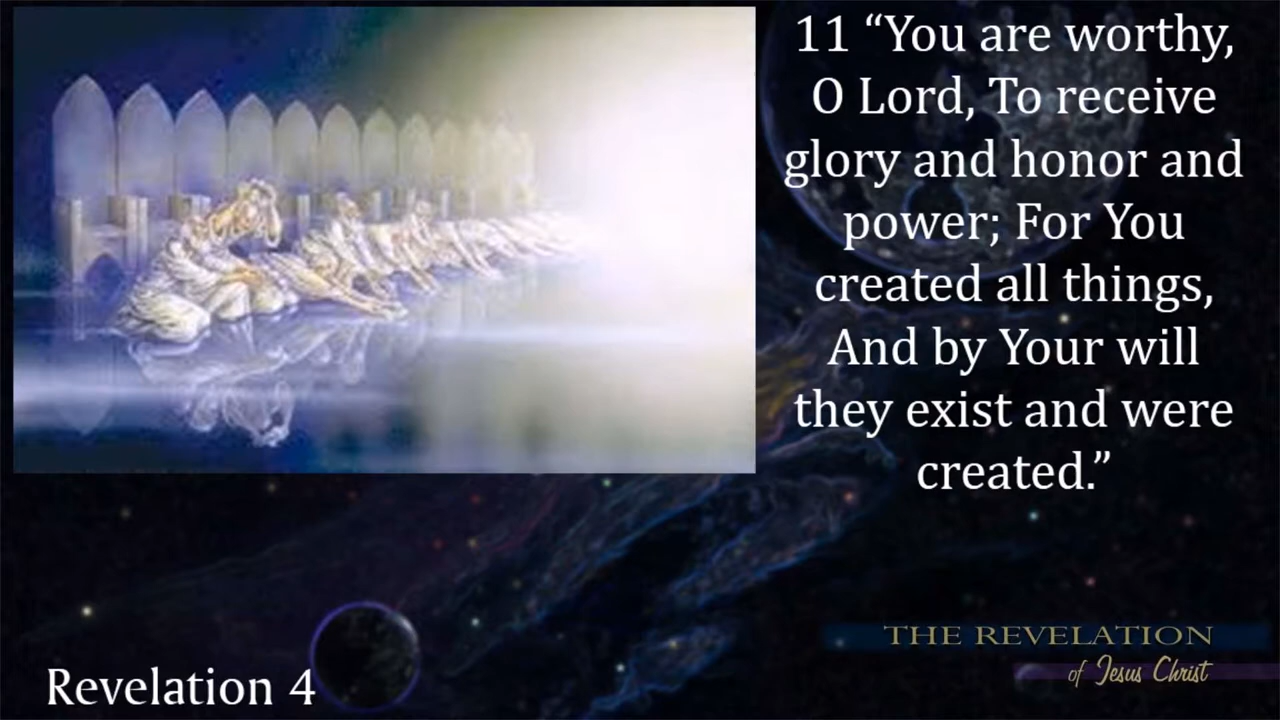 11 “You are worthy,
O Lord, To receive
glory and honor and
power; For You
created all things,
And by Your will
they exist and were
created.”
THE REVELATION
of Jesus Christ
Revelation 4